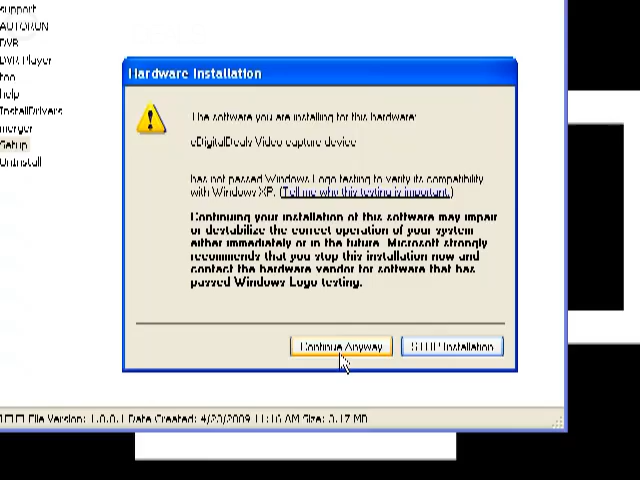 support
AUTORUN
DVR
DVR Player
help
InstallDrivers
merger
Setup
UnInstall
Hardware Installation
The software you are installing for this hardware:
eDigitalDeals Video capture device
has not passed Windows Logo testing to verify its compatibility
with Windows XP. (Tell me why this testing is important.)
Continuing your installation of this software may impair
or destabilize the correct operation of your system
either immediately or in the future. Microsoft strongly
recommends that you stop this installation now and
contact the hardware vendor for software that has
passed Windows Logo testing.
Continue Anyway
STOP Installation
File Version: 1.0.0.1 Date Created: 4/20/2009 11:16 AM Size: 0.17 MB